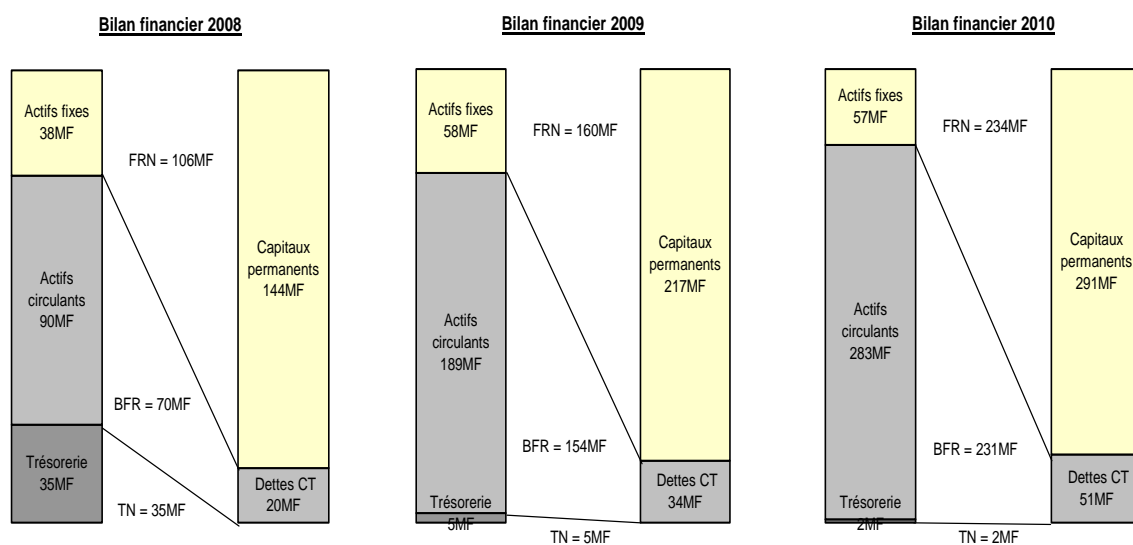 Bilan financier 2008
Actifs fixes
38MF
FRN = 106MF
Capitaux
permanents
144MF
Actifs
circulants
90MF
BFR = 70MF
Trésorerie
35MF
Dettes CT
20MF
TN = 35MF
Bilan financier 2009
Actifs fixes
58MF
FRN = 160MF
Capitaux
permanents
217MF
Actifs
circulants
189MF
BFR = 154MF
Dettes CT
34MF
Trésorerie
5MF
TN = 5MF
Bilan financier 2010
Actifs fixes
57MF
FRN = 234MF
Capitaux
permanents
291MF
Actifs
circulants
283MF
BFR = 231MF
Dettes CT
51MF
Trésorerie
2MF
TN = 2MF